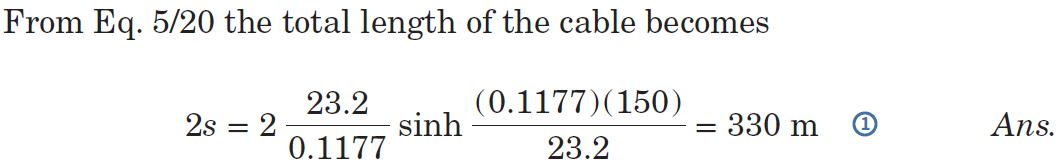 From Eq. 5/20 the total length of the cable becomes
2s = 2 23.2/0.1177 sinh (0.1177)(150)/23.2 = 330 m ① Ans.